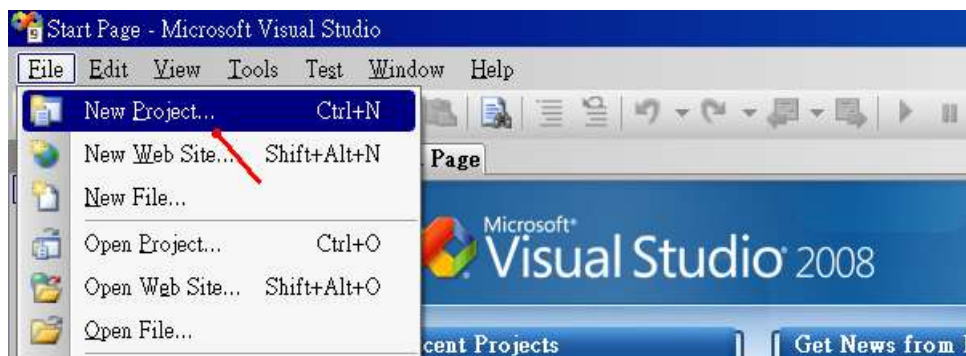 Start Page - Microsoft Visual Studio
File Edit View Tools Test Window Help
New Project... Ctrl+N
New Web Site... Shift+Alt+N
Page
New File...
Open Project... Ctrl+O
Microsoft
Visual Studio 2008
Open Web Site... Shift+Alt+O
Open File...
cent Projects
Get News from